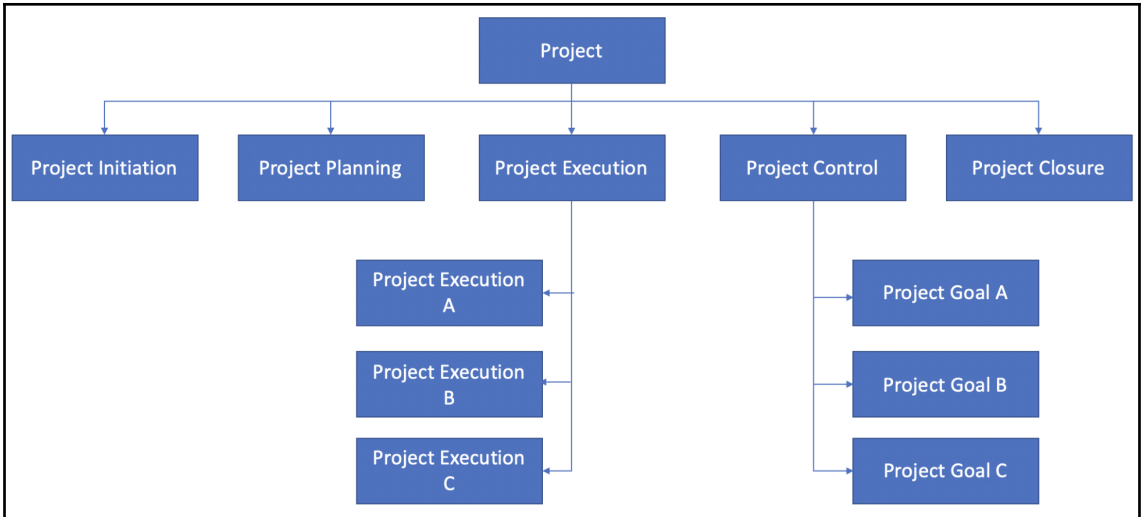 Project
Project Initiation
Project Planning
Project Execution
Project Control
Project Closure
Project Execution
A
Project Goal A
Project Execution
B
Project Goal B
Project Execution
C
Project Goal C